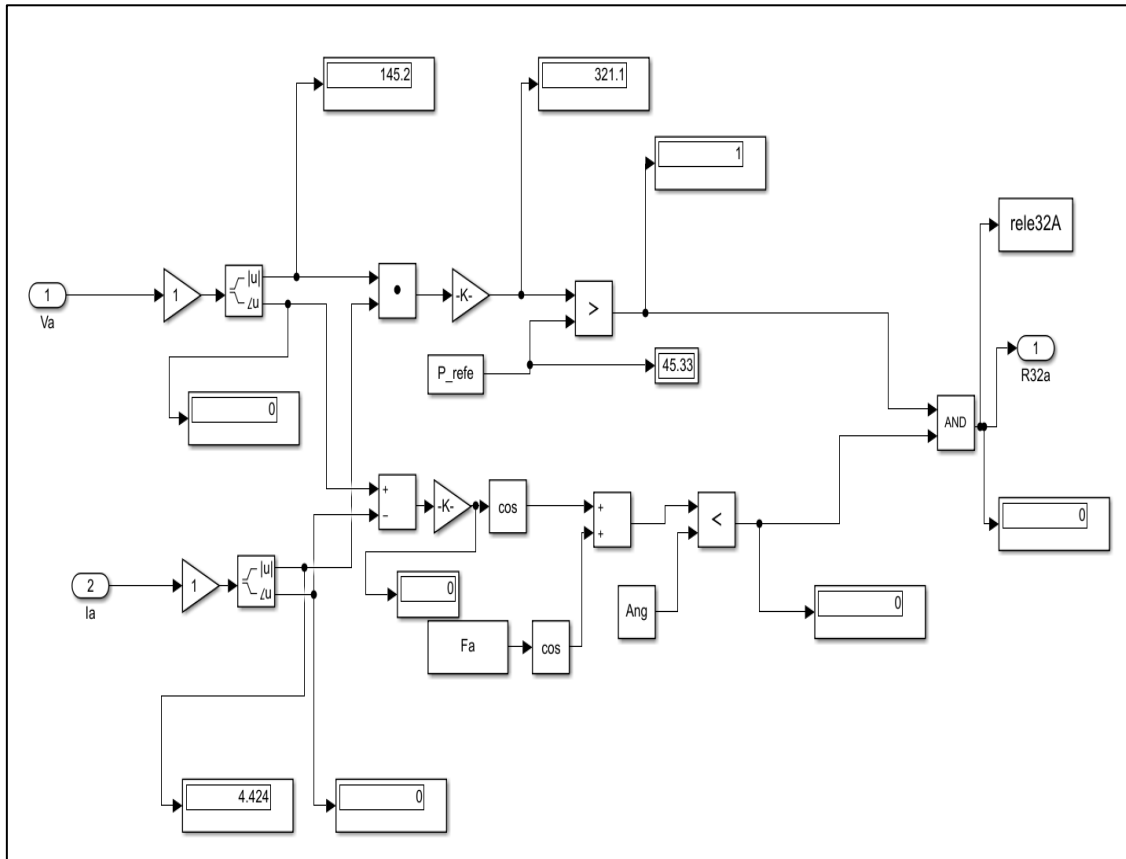 145.2
321.1
1
rele32A
1
Va
1
|u|
∠u
-K-
>
1
R32a
P_refe
45.33
0
AND
+
−
-K-
cos
+
+
<
0
2
Ia
1
|u|
∠u
0
Ang
0
Fa
cos
4.424
0